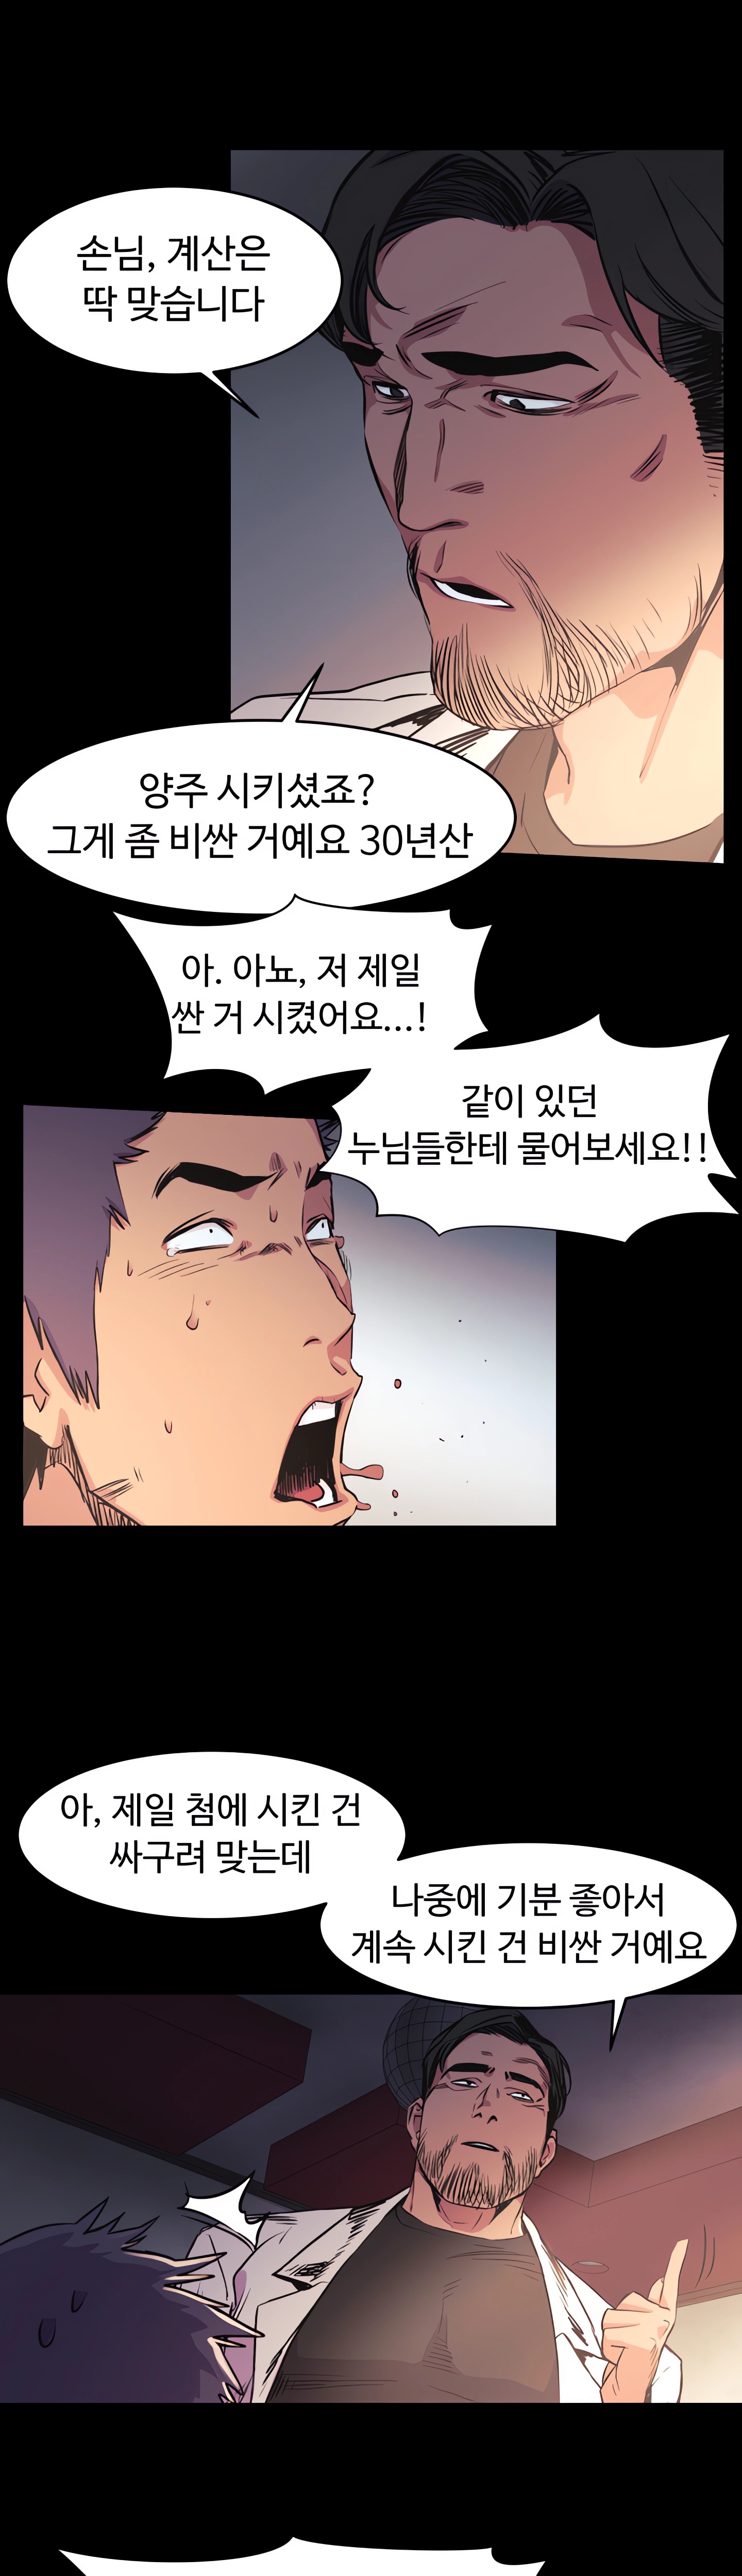 손님, 계산은
딱 맞습니다
양주 시키셨죠?
그게 좀 비싼 거예요 30년산
아. 아뇨, 저 제일
싼 거 시켰어요...!
같이 있던
누님들한테 물어보세요!!
아, 제일 첨에 시킨 건
싸구려 맞는데
나중에 기분 좋아서
계속 시킨 건 비싼 거예요